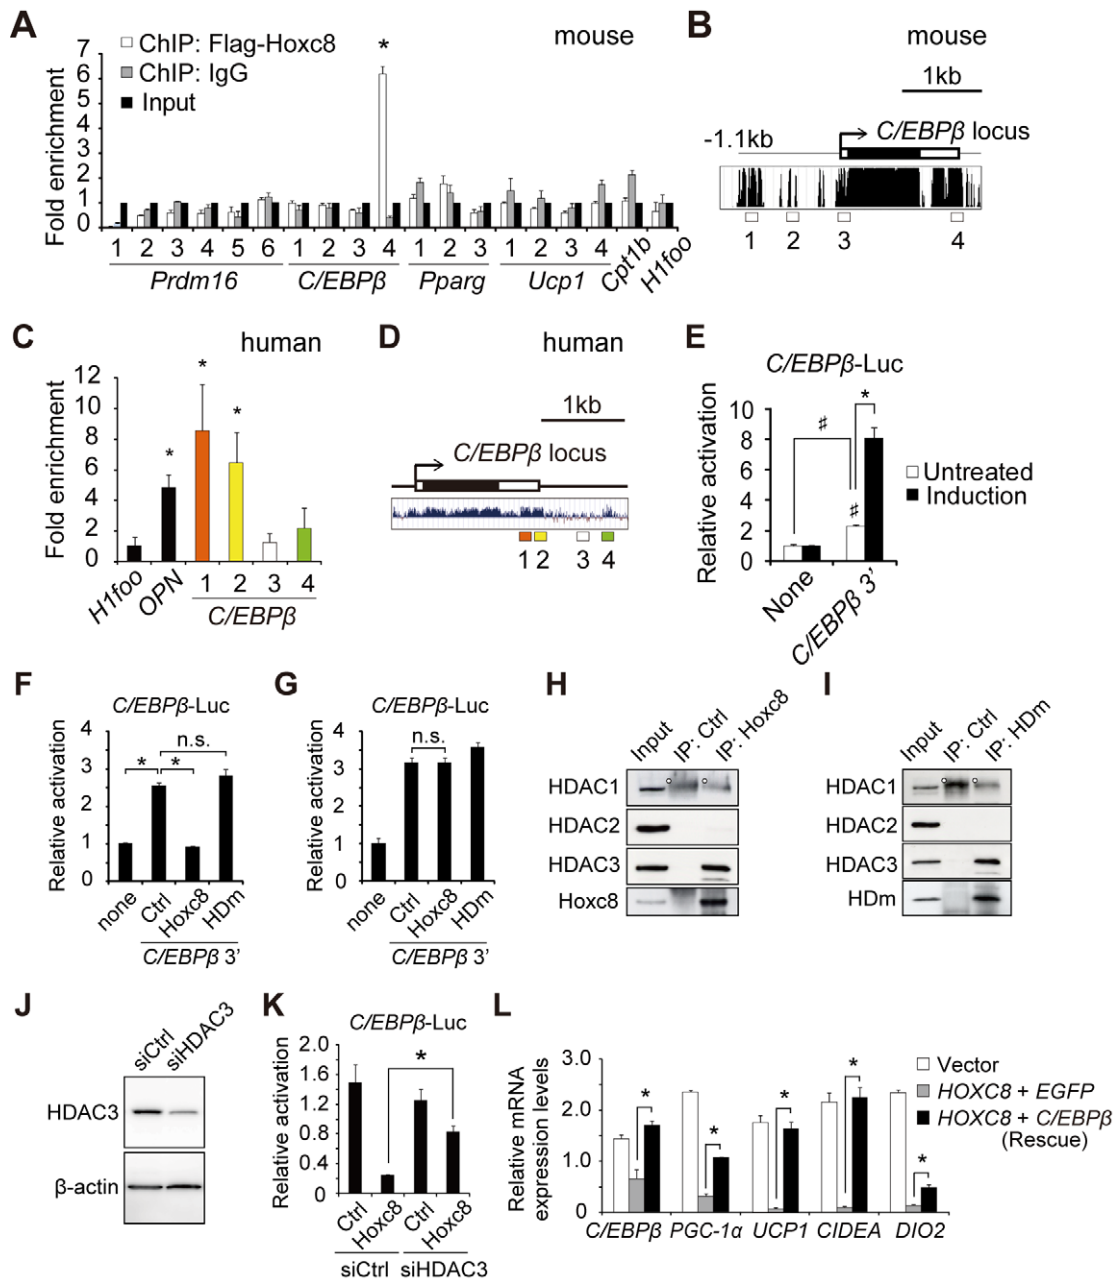 A
mouse
7
6
5
4
3
2
1
0
Fold enrichment
ChIP: Flag-Hoxc8
ChIP: IgG
Input
*
1 2 3 4 5 6 1 2 3 4 1 2 3 1 2 3 4
Prdm16 C/EBPβ Pparg Ucp1 Cpt1b H1foo
B
mouse
1kb
-1.1kb
C/EBPβ locus
1 2 3 4
C
human
12
10
8
6
4
2
0
Fold enrichment
* * *
H1foo OPN 1 2 3 4
C/EBPβ
D
human
1kb
C/EBPβ locus
1 2 3 4
E
C/EBPβ-Luc
10
8
6
4
2
0
Relative activation
♯ *
♯
Untreated
Induction
None C/EBPβ 3’
F
C/EBPβ-Luc
4
3
2
1
0
Relative activation
n.s.
* *
none Ctrl Hoxc8 HDm
C/EBPβ 3’
G
C/EBPβ-Luc
4
3
2
1
0
Relative activation
n.s.
none Ctrl Hoxc8 HDm
C/EBPβ 3’
H
Input IP: Ctrl IP: Hoxc8
HDAC1
HDAC2
HDAC3
Hoxc8
I
Input IP: Ctrl IP: HDm
HDAC1
HDAC2
HDAC3
HDm
J
siCtrl siHDAC3
HDAC3
β-actin
K
C/EBPβ-Luc
2.0
1.6
1.2
0.8
0.4
0
Relative activation
*
Ctrl Hoxc8 Ctrl Hoxc8
siCtrl siHDAC3
L
3.0
2.0
1.0
0
Relative mRNA
expression levels
Vector
HOXC8 + EGFP
HOXC8 + C/EBPβ
(Rescue)
* * * * *
C/EBPβ PGC-1α UCP1 CIDEA DIO2